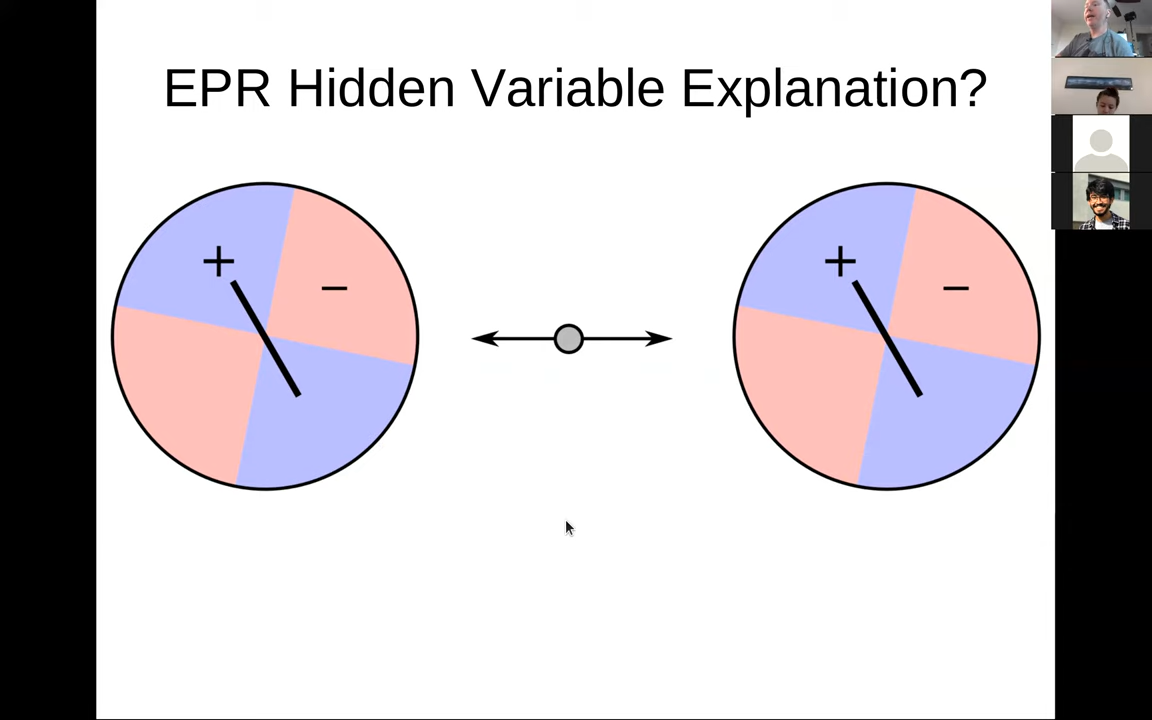 EPR Hidden Variable Explanation?
+ +
− −